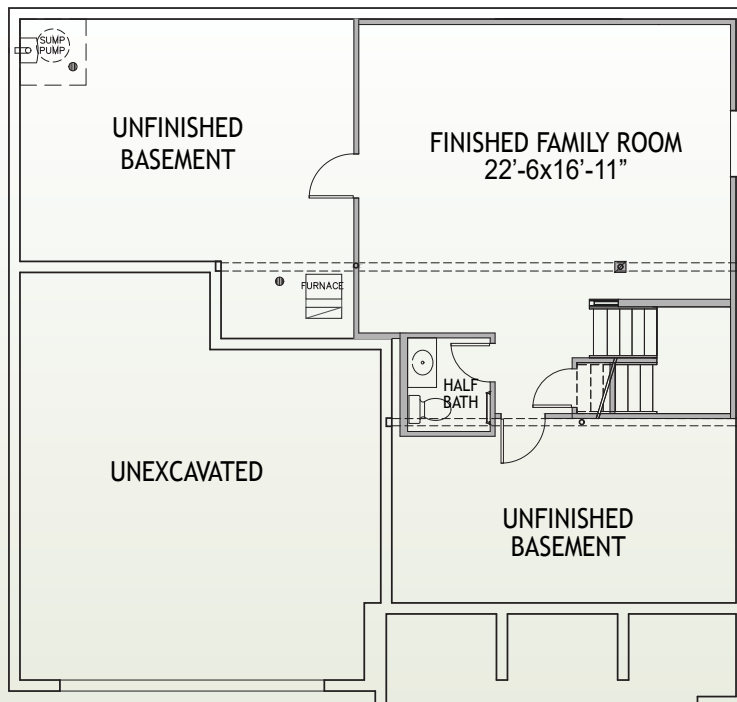 SUMP
PUMP
UNFINISHED
BASEMENT
FINISHED FAMILY ROOM
22'-6x16'-11”
FURNACE
HALF
BATH
UNEXCAVATED
UNFINISHED
BASEMENT